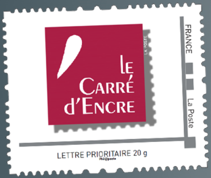 LE
CARRÉ
D'ENCRE
FRANCE
La Poste
LETTRE PRIORITAIRE 20 g